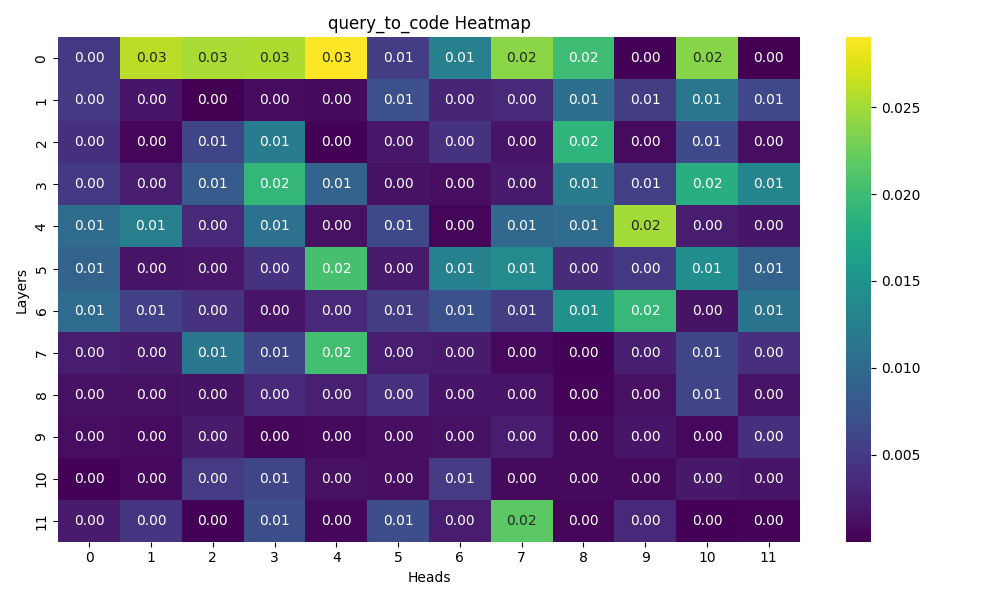 query_to_code Heatmap
0 0.00 0.03 0.03 0.03 0.03 0.01 0.01 0.02 0.02 0.00 0.02 0.00
1 0.00 0.00 0.00 0.00 0.00 0.01 0.00 0.00 0.01 0.01 0.01 0.01
2 0.00 0.00 0.01 0.01 0.00 0.00 0.00 0.00 0.02 0.00 0.01 0.00
3 0.00 0.00 0.01 0.02 0.01 0.00 0.00 0.00 0.01 0.01 0.02 0.01
4 0.01 0.01 0.00 0.01 0.00 0.01 0.00 0.01 0.01 0.02 0.00 0.00
5 0.01 0.00 0.00 0.00 0.02 0.00 0.01 0.01 0.00 0.00 0.01 0.01
6 0.01 0.01 0.00 0.00 0.00 0.01 0.01 0.01 0.01 0.02 0.00 0.01
7 0.00 0.00 0.01 0.01 0.02 0.00 0.00 0.00 0.00 0.00 0.01 0.00
8 0.00 0.00 0.00 0.00 0.00 0.00 0.00 0.00 0.00 0.00 0.01 0.00
9 0.00 0.00 0.00 0.00 0.00 0.00 0.00 0.00 0.00 0.00 0.00 0.00
10 0.00 0.00 0.00 0.01 0.00 0.00 0.01 0.00 0.00 0.00 0.00 0.00
11 0.00 0.00 0.00 0.01 0.00 0.01 0.00 0.02 0.00 0.00 0.00 0.00
0 1 2 3 4 5 6 7 8 9 10 11
Heads
Layers
0.025
0.020
0.015
0.010
0.005